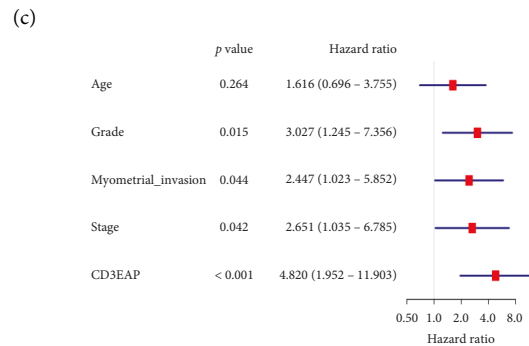 (c)
p value Hazard ratio
Age 0.264 1.616 (0.696 – 3.755)
Grade 0.015 3.027 (1.245 – 7.356)
Myometrial_invasion 0.044 2.447 (1.023 – 5.852)
Stage 0.042 2.651 (1.035 – 6.785)
CD3EAP < 0.001 4.820 (1.952 – 11.903)
0.50 1.0 2.0 4.0 8.0
Hazard ratio